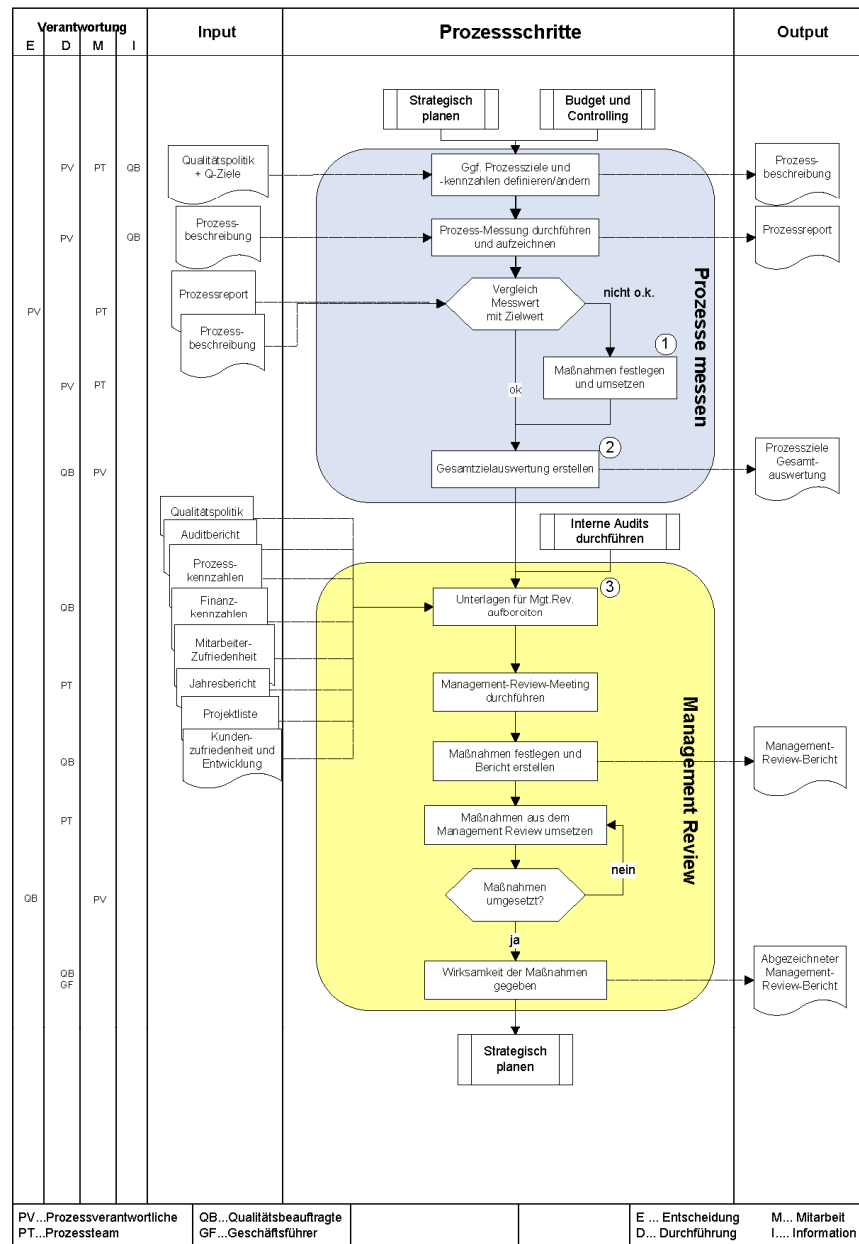 Verantwortung
E D M I
Input
Prozessschritte
Output
Strategisch
planen
Budget und
Controlling
PV PT QB
Qualitätspolitik
+ Q-Ziele
Ggf. Prozessziele und
-kennzahlen definieren/ändern
Prozess-
beschreibung
PV QB
Prozess-
beschreibung
Prozess-Messung durchführen
und aufzeichnen
Prozessreport
PV PT
Prozessreport
Prozess-
beschreibung
Vergleich
Messwert
mit Zielwert
nicht o.k.
ok
Prozesse messen
PV PT
1
Maßnahmen festlegen
und umsetzen
QB PV
2
Gesamtzielauswertung erstellen
Prozessziele
Gesamt-
auswertung
Interne Audits
durchführen
Qualitätspolitik
Auditbericht
Prozess-
kennzahlen
Finanz-
kennzahlen
Mitarbeiter-
Zufriedenheit
Jahresbericht
Projektliste
Kunden-
zufriedenheit und
Entwicklung
QB
3
Unterlagen für Mgt.Rev.
aufbereiten
PT
Management-Review-Meeting
durchführen
Management Review
QB
Maßnahmen festlegen und
Bericht erstellen
Management-
Review-Bericht
PT
Maßnahmen aus dem
Management Review umsetzen
nein
QB PV
Maßnahmen
umgesetzt?
ja
QB
GF
Wirksamkeit der Maßnahmen
gegeben
Abgezeichneter
Management-
Review-Bericht
Strategisch
planen
PV...Prozessverantwortliche
PT...Prozessteam
QB...Qualitätsbeauftragte
GF...Geschäftsführer
E ... Entscheidung
D... Durchführung
M... Mitarbeit
I.... Information